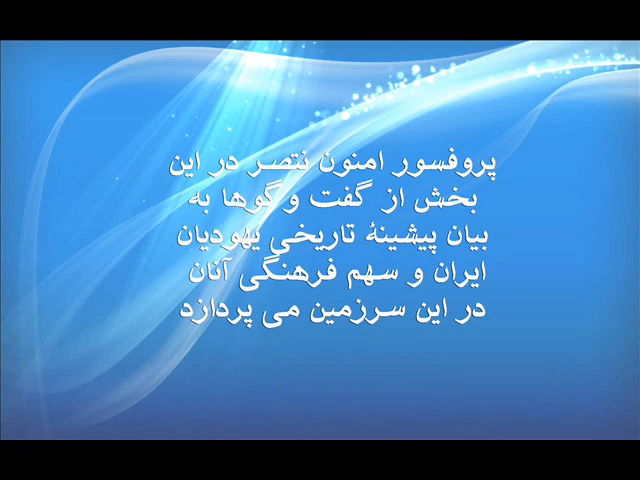 پروفسور امنون نتصر در این
بخش از گفت و گوها به
بیان پیشینۀ تاریخی یهودیان
ایران و سهم فرهنگی آنان
در این سرزمین می پردازد